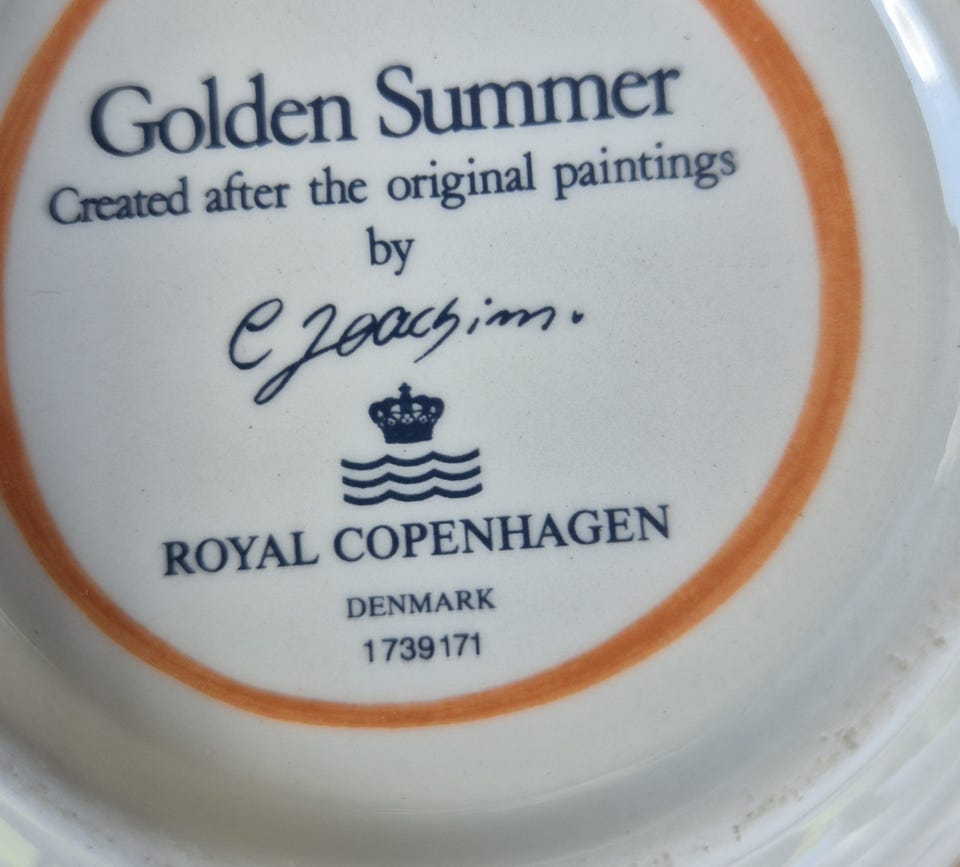 Golden Summer
Created after the original paintings
by
C Joachim.
ROYAL COPENHAGEN
DENMARK
1739171